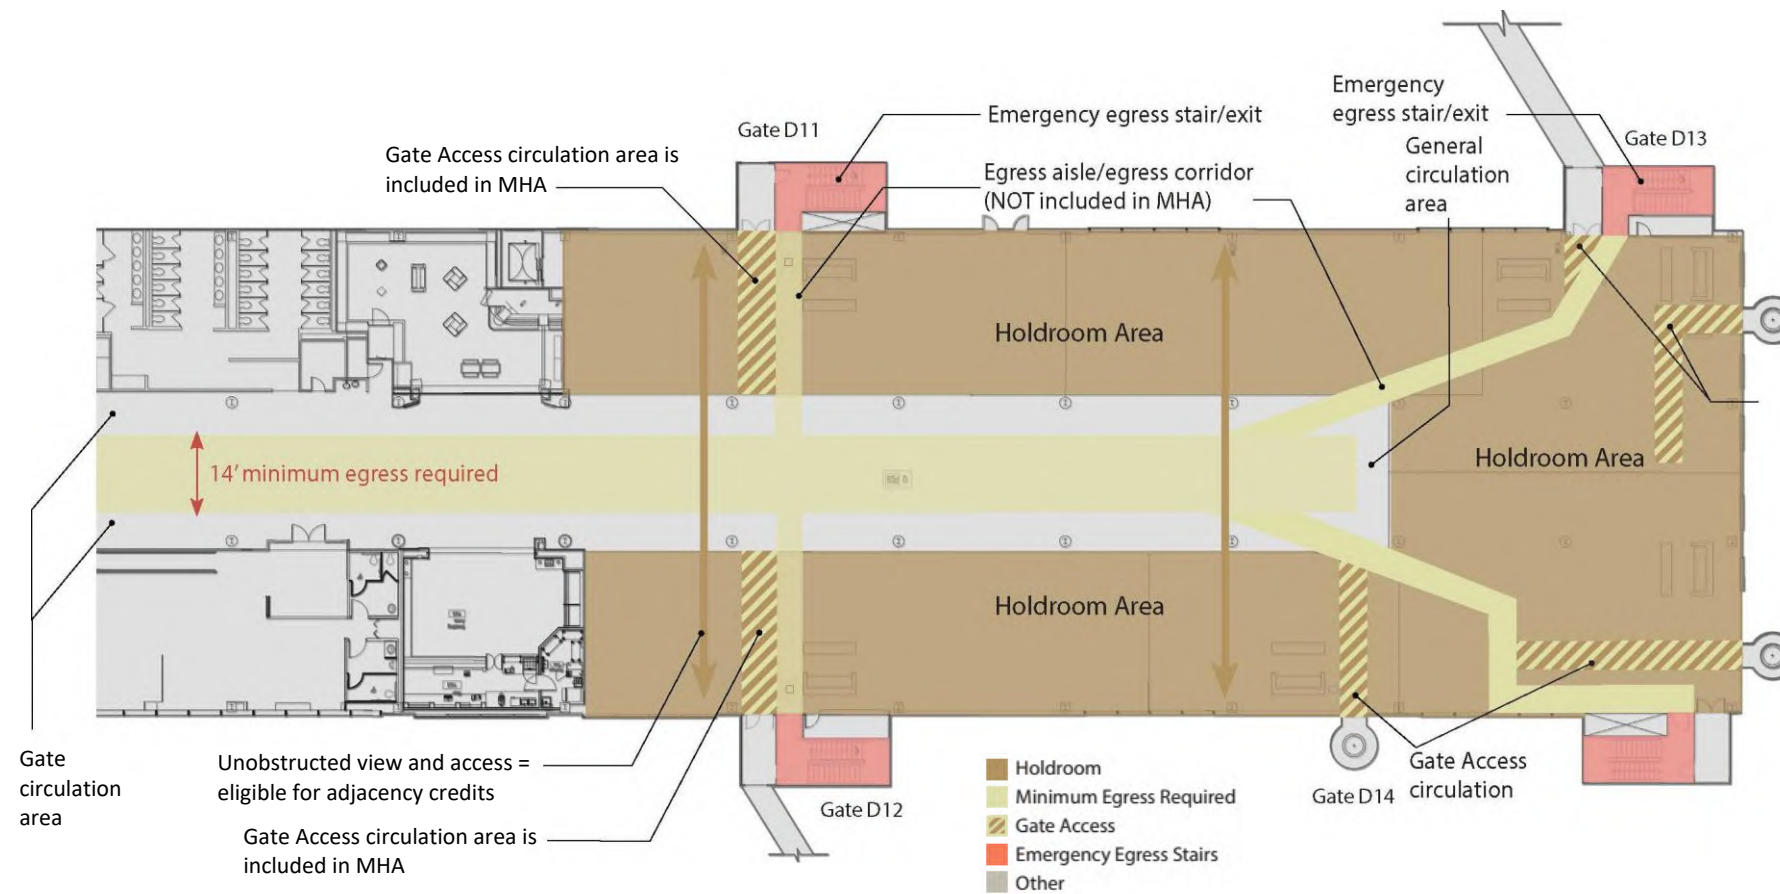 Gate D11
Emergency egress stair/exit
Emergency
egress stair/exit
Gate D13
General
circulation
area
Gate Access circulation area is
included in MHA
Egress aisle/egress corridor
(NOT included in MHA)
Holdroom Area
14' minimum egress required
Holdroom Area
Holdroom Area
Gate
circulation
area
Unobstructed view and access =
eligible for adjacency credits
Gate Access circulation area is
included in MHA
Gate D12
Holdroom
Minimum Egress Required
Gate Access
Emergency Egress Stairs
Other
Gate D14
Gate Access
circulation